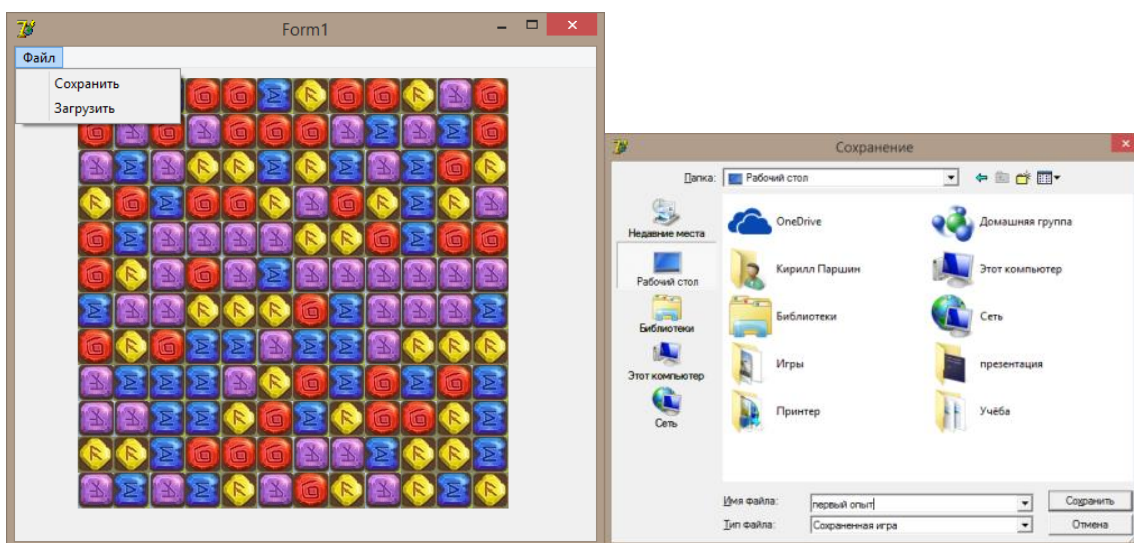 Form1
Файл
Сохранить
Загрузить
Сохранение
Папка:
Рабочий стол
Недавние места
Рабочий стол
Библиотеки
Этот компьютер
Сеть
OneDrive
Домашняя группа
Кирилл Паршин
Этот компьютер
Библиотеки
Сеть
Игры
презентация
Принтер
Учёба
Имя файла:
первый опыт
Сохранить
Тип файла:
Сохраненная игра
Отмена